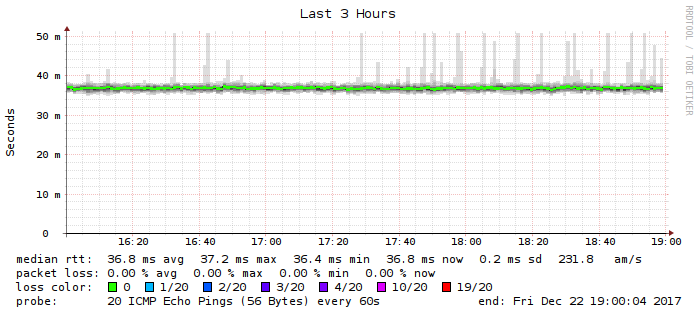 Last 3 Hours
RRDTOOL / TOBI OETIKER
Seconds
50 m
40 m
30 m
20 m
10 m
0
16:20 16:40 17:00 17:20 17:40 18:00 18:20 18:40 19:00
median rtt: 36.8 ms avg 37.2 ms max 36.4 ms min 36.8 ms now 0.2 ms sd 231.8 am/s
packet loss: 0.00 % avg 0.00 % max 0.00 % min 0.00 % now
loss color: 0 1/20 2/20 3/20 4/20 10/20 19/20
probe: 20 ICMP Echo Pings (56 Bytes) every 60s end: Fri Dec 22 19:00:04 2017